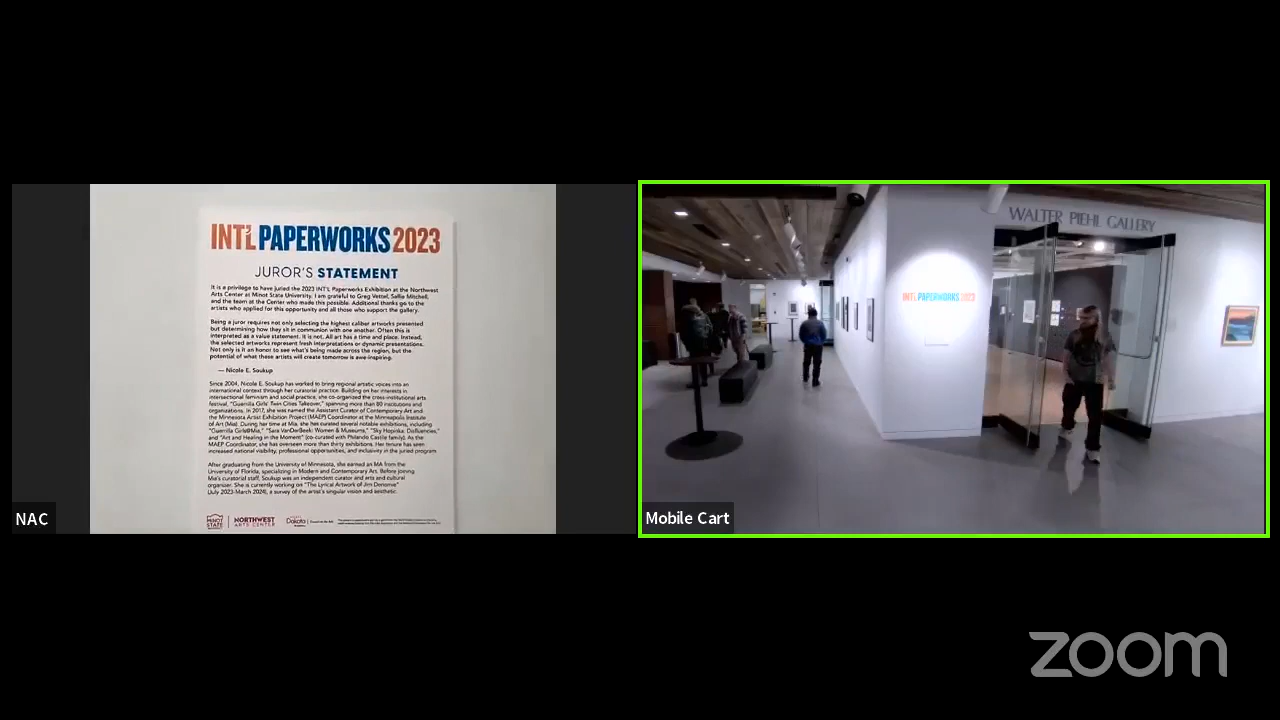 INT'L PAPERWORKS 2023
JUROR'S STATEMENT
It is a privilege to have juried the 2023 INT'L Paperworks Exhibition at the Northwest
Arts Center at Minot State University. I am grateful to Greg Vettel, Sallie Mitchell,
and the team at the Center who made this possible. Additional thanks go to the
artists who applied for this opportunity and all those who support the gallery.
Being a juror requires not only selecting the highest caliber artworks presented
but determining how they sit in communion with one another. Often this is
interpreted as a value statement. It is not. All art has a time and place. Instead,
the selected artworks represent fresh interpretations or dynamic presentations.
Not only is it an honor to see what's being made across the region, but the
potential of what these artists will create tomorrow is awe-inspiring.
— Nicole E. Soukup
Since 2004, Nicole E. Soukup has worked to bring regional artistic voices into an
international context through her curatorial practice. Building on her interests in
intersectional feminism and social practice, she co-organized the cross-institutional arts
festival, "Guerrilla Girls' Twin Cities Takeover," spanning more than 80 institutions and
organizations. In 2017, she was named the Assistant Curator of Contemporary Art and
the Minnesota Artist Exhibition Project (MAEP) Coordinator at the Minneapolis Institute
of Art (Mia). During her time at Mia, she has curated several notable exhibitions, including
"Guerrilla Girls@Mia," "Sara VanDerBeek: Women & Museums," "Sky Hopinka: Disfluencies,"
and "Art and Healing in the Moment" (co-curated with Philando Castile family). As the
MAEP Coordinator, she has overseen more than thirty exhibitions. Her tenure has seen
increased national visibility, professional opportunities, and inclusivity in the juried program
After graduating from the University of Minnesota, she earned an MA from the
University of Florida, specializing in Modern and Contemporary Art. Before joining
Mia's curatorial staff, Soukup was an independent curator and arts and cultural
organizer. She is currently working on "The Lyrical Artwork of Jim Denomie"
(July 2023-March 2024), a survey of the artist's singular vision and aesthetic.
MINOT STATE
NORTHWEST
ARTS CENTER
Dakota
NAC
WALTER PIEHL GALLERY
INT'L PAPERWORKS 2023
Mobile Cart
zoom